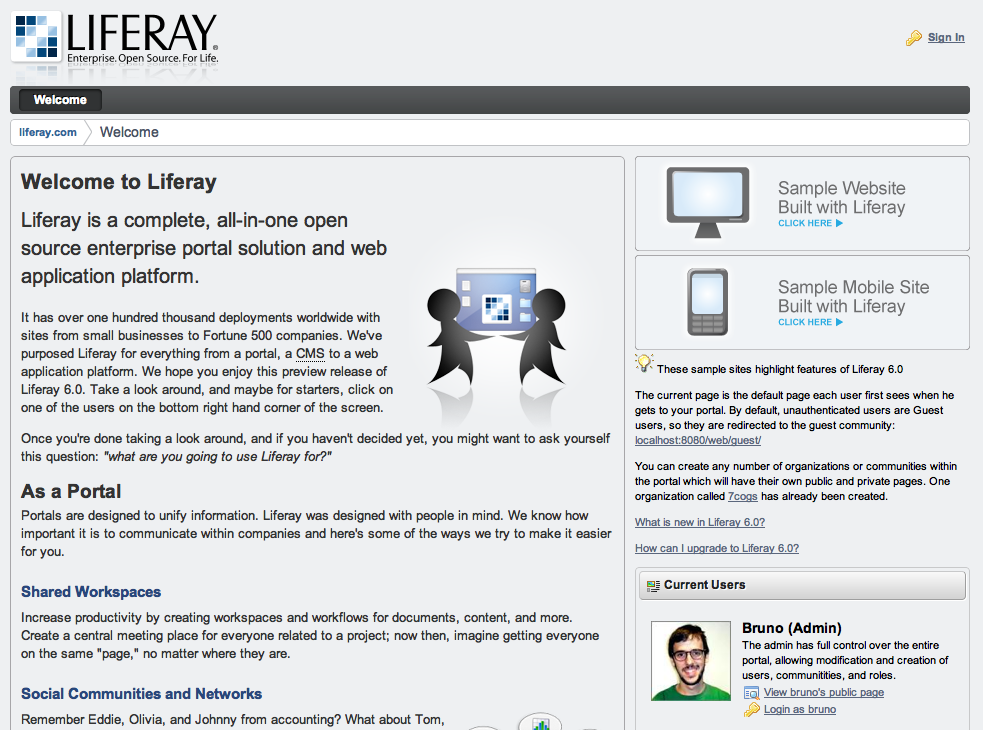 LIFERAY®
Enterprise. Open Source. For Life.
Sign In
Welcome
liferay.com
Welcome
Welcome to Liferay
Liferay is a complete, all-in-one open
source enterprise portal solution and web
application platform.
It has over one hundred thousand deployments worldwide with
sites from small businesses to Fortune 500 companies. We've
purposed Liferay for everything from a portal, a CMS to a web
application platform. We hope you enjoy this preview release of
Liferay 6.0. Take a look around, and maybe for starters, click on
one of the users on the bottom right hand corner of the screen.
Once you're done taking a look around, and if you haven't decided yet, you might want to ask yourself
this question: "what are you going to use Liferay for?"
As a Portal
Portals are designed to unify information. Liferay was designed with people in mind. We know how
important it is to communicate within companies and here's some of the ways we try to make it easier
for you.
Shared Workspaces
Increase productivity by creating workspaces and workflows for documents, content, and more.
Create a central meeting place for everyone related to a project; now then, imagine getting everyone
on the same "page," no matter where they are.
Social Communities and Networks
Remember Eddie, Olivia, and Johnny from accounting? What about Tom,
Sample Website
Built with Liferay
CLICK HERE
Sample Mobile Site
Built with Liferay
CLICK HERE
These sample sites highlight features of Liferay 6.0
The current page is the default page each user first sees when he
gets to your portal. By default, unauthenticated users are Guest
users, so they are redirected to the guest community:
localhost:8080/web/guest/
You can create any number of organizations or communities within
the portal which will have their own public and private pages. One
organization called 7cogs has already been created.
What is new in Liferay 6.0?
How can I upgrade to Liferay 6.0?
Current Users
Bruno (Admin)
The admin has full control over the entire
portal, allowing modification and creation of
users, communitities, and roles.
View bruno's public page
Login as bruno